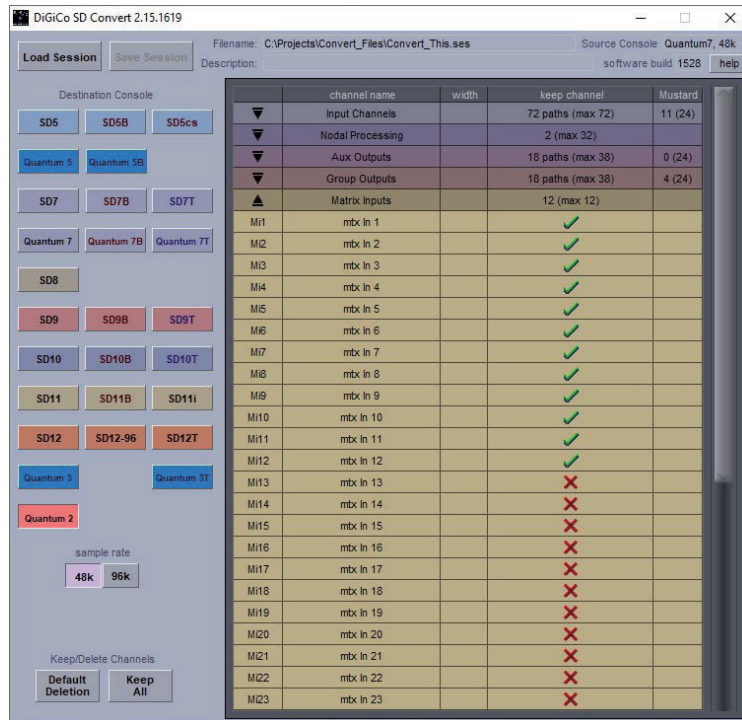 DiGiCo SD Convert 2.15.1619
Load Session
Save Session
Filename: C:\Projects\Convert_Files\Convert_This.ses
Source Console Quantum7, 48k
Description:
software build 1528
help
Destination Console
SD5 SD5B SD5cs
Quantum 5 Quantum 5B
SD7 SD7B SD7T
Quantum 7 Quantum 7B Quantum 7T
SD8
SD9 SD9B SD9T
SD10 SD10B SD10T
SD11 SD11B SD11i
SD12 SD12-96 SD12T
Quantum 3 Quantum 3T
Quantum 2
sample rate
48k 96k
Keep/Delete Channels
Default Deletion
Keep All
channel name width keep channel Mustard
Input Channels 72 paths (max 72) 11 (24)
Nodal Processing 2 (max 32)
Aux Outputs 18 paths (max 38) 0 (24)
Group Outputs 18 paths (max 38) 4 (24)
Matrix Inputs 12 (max 12)
Mi1 mtx In 1
Mi2 mtx In 2
Mi3 mtx In 3
Mi4 mtx In 4
Mi5 mtx In 5
Mi6 mtx In 6
Mi7 mtx In 7
Mi8 mtx In 8
Mi9 mtx In 9
Mi10 mtx In 10
Mi11 mtx In 11
Mi12 mtx In 12
Mi13 mtx In 13
Mi14 mtx In 14
Mi15 mtx In 15
Mi16 mtx In 16
Mi17 mtx In 17
Mi18 mtx In 18
Mi19 mtx In 19
Mi20 mtx In 20
Mi21 mtx In 21
Mi22 mtx In 22
Mi23 mtx In 23